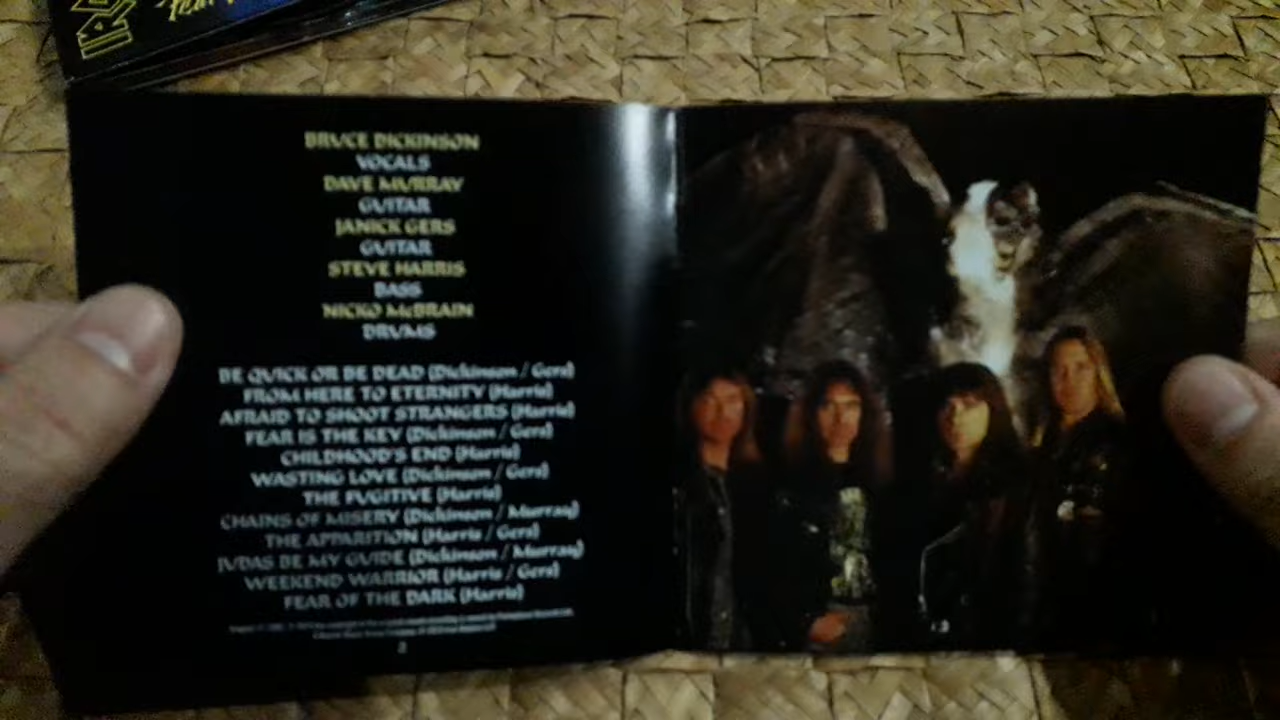 Fear
BRUCE DICKINSON
VOCALS
DAVE MURRAY
GUITAR
JANICK GERS
GUITAR
STEVE HARRIS
BASS
NICKO McBRAIN
DRUMS
BE QUICK OR BE DEAD (Dickinson / Gers)
FROM HERE TO ETERNITY (Harris)
AFRAID TO SHOOT STRANGERS (Harris)
FEAR IS THE KEY (Dickinson / Gers)
CHILDHOOD'S END (Harris)
WASTING LOVE (Dickinson / Gers)
THE FUGITIVE (Harris)
CHAINS OF MISERY (Dickinson / Murray)
THE APPARITION (Harris / Gers)
JUDAS BE MY GUIDE (Dickinson / Murray)
WEEKEND WARRIOR (Harris / Gers)
FEAR OF THE DARK (Harris)
2